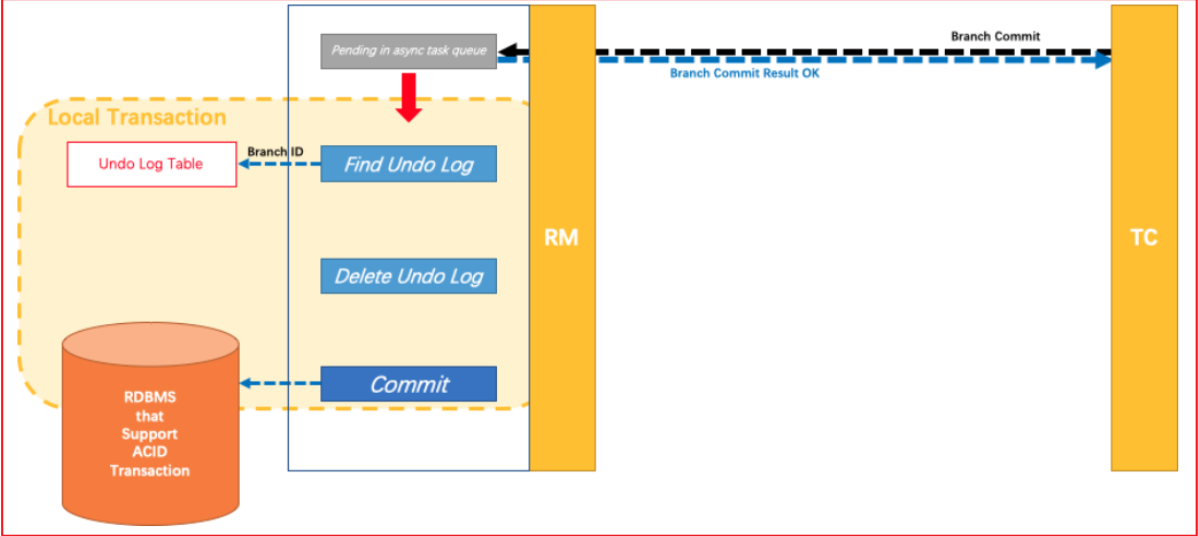 Branch Commit
Pending in async task queue
Branch Commit Result OK
Local Transaction
Branch ID
Undo Log Table
Find Undo Log
RM
TC
Delete Undo Log
Commit
RDBMS
that
Support
ACID
Transaction